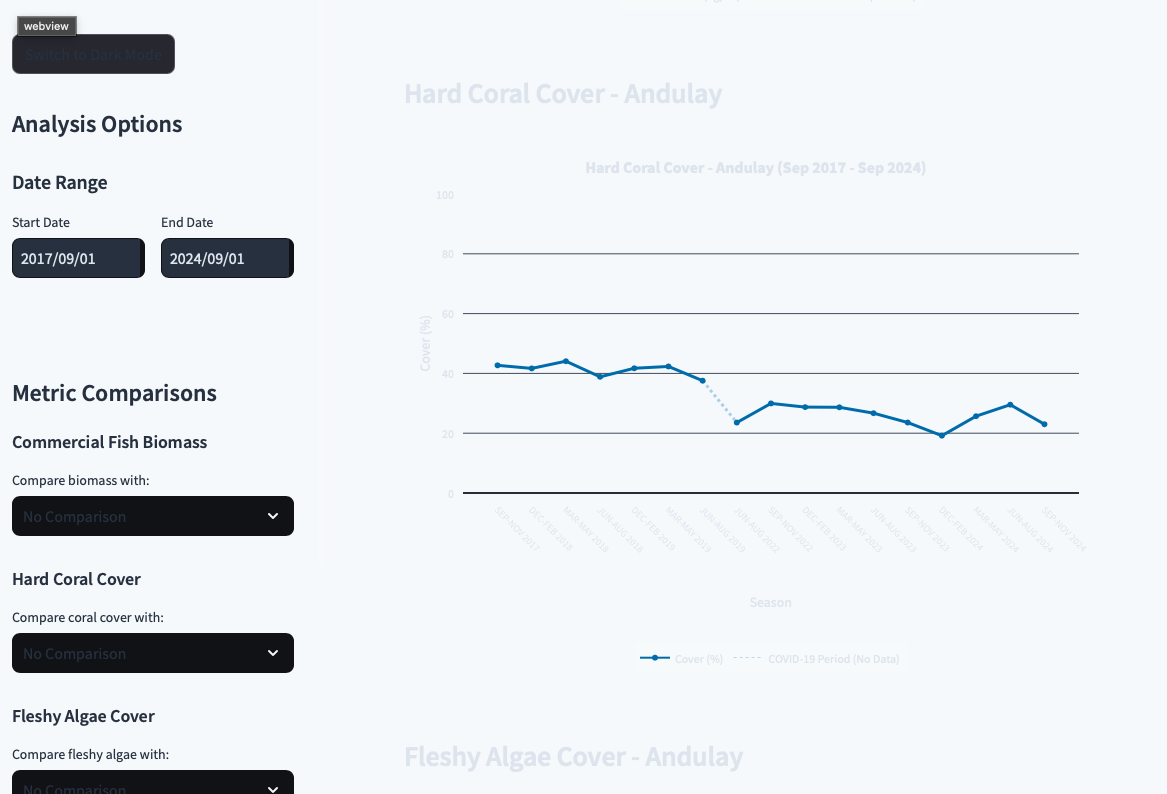 webview
Switch to Dark Mode
Analysis Options
Date Range
Start Date
End Date
2017/09/01
2024/09/01
Metric Comparisons
Commercial Fish Biomass
Compare biomass with:
No Comparison
Hard Coral Cover
Compare coral cover with:
No Comparison
Fleshy Algae Cover
Compare fleshy algae with:
No Comparison
Hard Coral Cover - Andulay
Hard Coral Cover - Andulay (Sep 2017 - Sep 2024)
Cover (%)
100
80
60
40
20
0
SEP-NOV 2017
DEC-FEB 2018
MAR-MAY 2018
JUN-AUG 2018
DEC-FEB 2019
MAR-MAY 2019
JUN-AUG 2019
JUN-AUG 2022
SEP-NOV 2022
DEC-FEB 2023
MAR-MAY 2023
JUN-AUG 2023
SEP-NOV 2023
DEC-FEB 2024
MAR-MAY 2024
JUN-AUG 2024
SEP-NOV 2024
Season
Cover (%)
COVID-19 Period (No Data)
Fleshy Algae Cover - Andulay